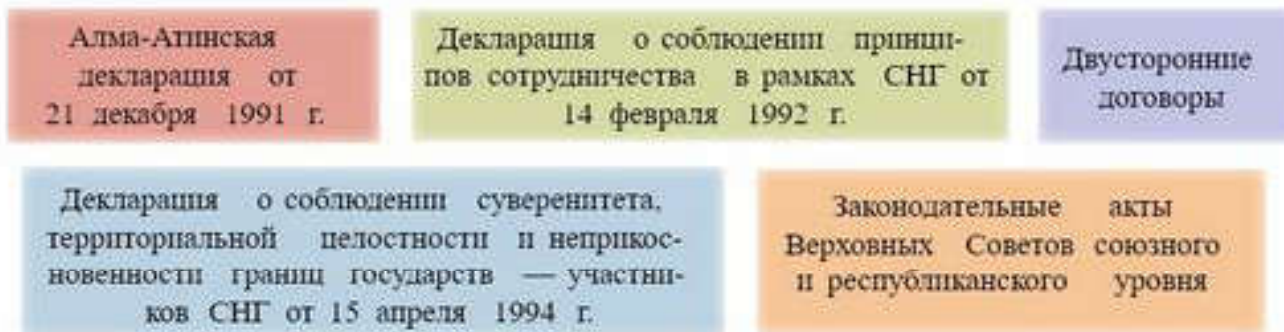 Алма-Атинская
декларация от
21 декабря 1991 г.
Декларация о соблюдении принци-
пов сотрудничества в рамках СНГ от
14 февраля 1992 г.
Двусторонние
договоры
Декларация о соблюдении суверенитета,
территориальной целостности и неприкос-
новенности границ государств — участни-
ков СНГ от 15 апреля 1994 г.
Законодательные акты
Верховных Советов союзного
и республиканского уровня